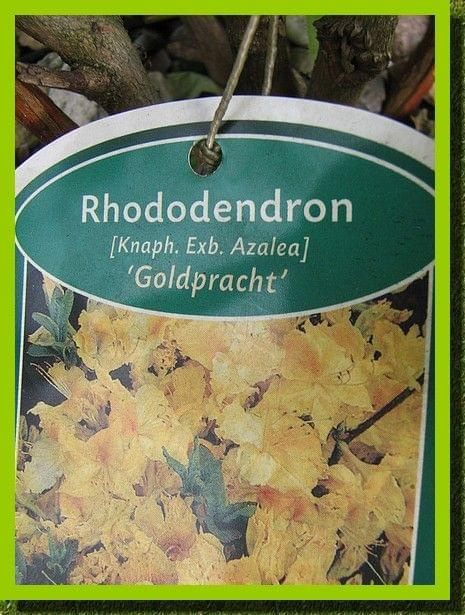 Rhododendron
[Knaph. Exb. Azalea]
‘Goldpracht’